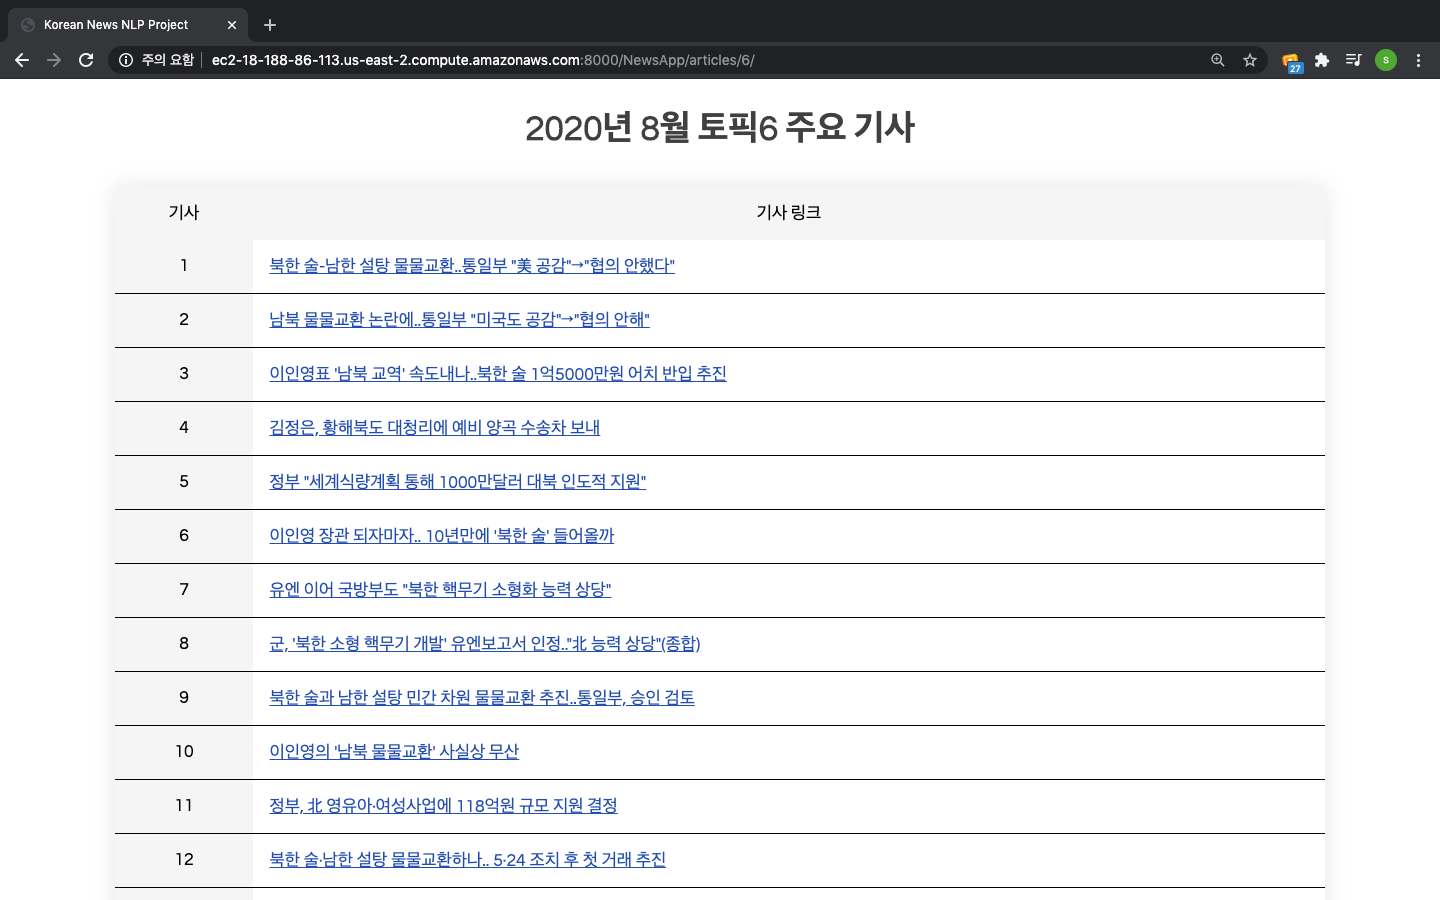 Korean News NLP Project
주의 요함 ec2-18-188-86-113.us-east-2.compute.amazonaws.com:8000/NewsApp/articles/6/
27
S
2020년 8월 토픽6 주요 기사
기사 기사 링크
1 북한 술-남한 설탕 물물교환..통일부 "美 공감"→"협의 안했다"
2 남북 물물교환 논란에..통일부 "미국도 공감"→"협의 안해"
3 이인영표 '남북 교역' 속도내나..북한 술 1억5000만원 어치 반입 추진
4 김정은, 황해북도 대청리에 예비 양곡 수송차 보내
5 정부 "세계식량계획 통해 1000만달러 대북 인도적 지원"
6 이인영 장관 되자마자.. 10년만에 '북한 술' 들어올까
7 유엔 이어 국방부도 "북한 핵무기 소형화 능력 상당"
8 군, '북한 소형 핵무기 개발' 유엔보고서 인정.."北 능력 상당"(종합)
9 북한 술과 남한 설탕 민간 차원 물물교환 추진..통일부, 승인 검토
10 이인영의 '남북 물물교환' 사실상 무산
11 정부, 北 영유아·여성사업에 118억원 규모 지원 결정
12 북한 술·남한 설탕 물물교환하나.. 5·24 조치 후 첫 거래 추진